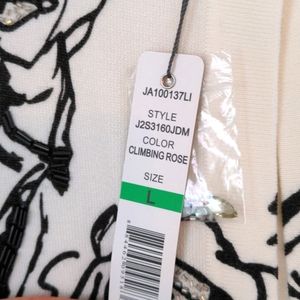 JA100137LI
STYLE
J2S3160JDM
COLOR
CLIMBING ROSE
SIZE
L